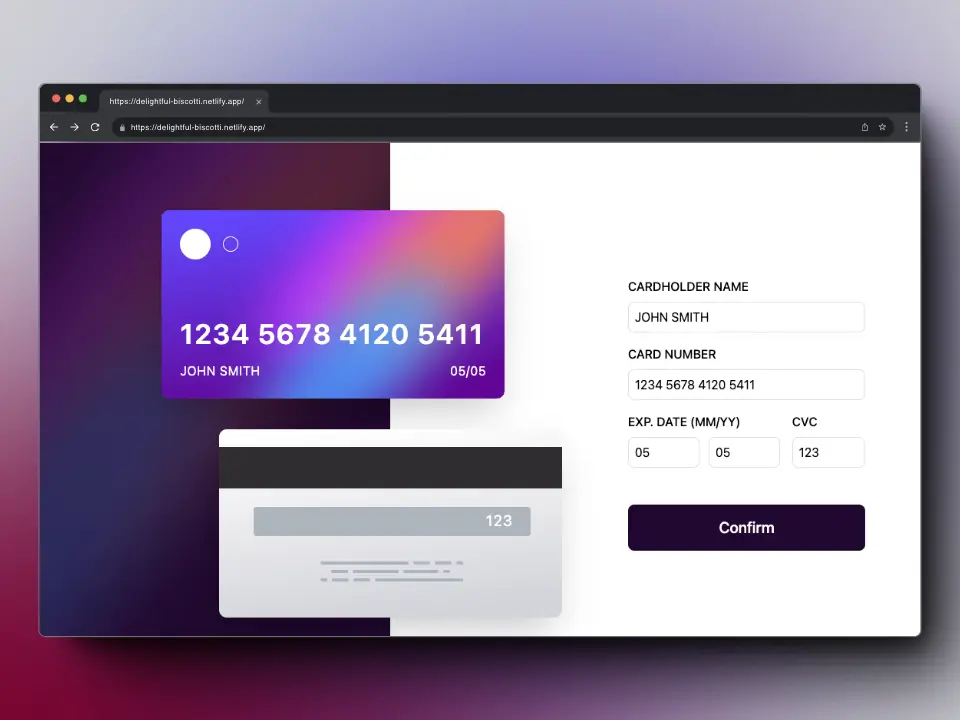 https://delightful-biscotti.netlify.app/
https://delightful-biscotti.netlify.app/
1234 5678 4120 5411
JOHN SMITH 05/05
123
CARDHOLDER NAME
JOHN SMITH
CARD NUMBER
1234 5678 4120 5411
EXP. DATE (MM/YY) CVC
05 05 123
Confirm